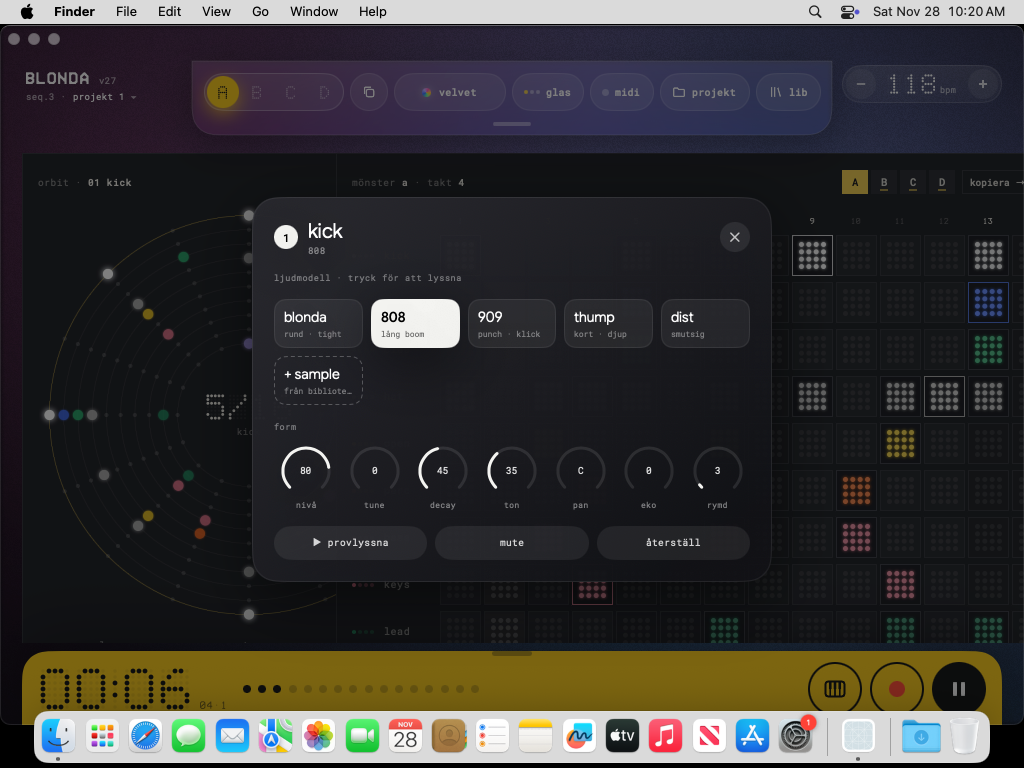 Finder File Edit View Go Window Help Sat Nov 28 10:20 AM
BLONDA v27
seq.3 · projekt 1
A B C D velvet glas midi projekt lib
− 118 bpm +
orbit · 01 kick
mönster a · takt 4
A B C D kopiera →
9 10 11 12 13
1 kick
808
ljudmodell · tryck för att lyssna
blonda 808 909 thump dist
rund · tight lång boom punch · klick kort · djup smutsig
+ sample
från bibliote…
form
80 0 45 35 C 0 3
nivå tune decay ton pan eko rymd
provlyssna mute återställ
keys
lead
00:06
NOV
28
tv
1